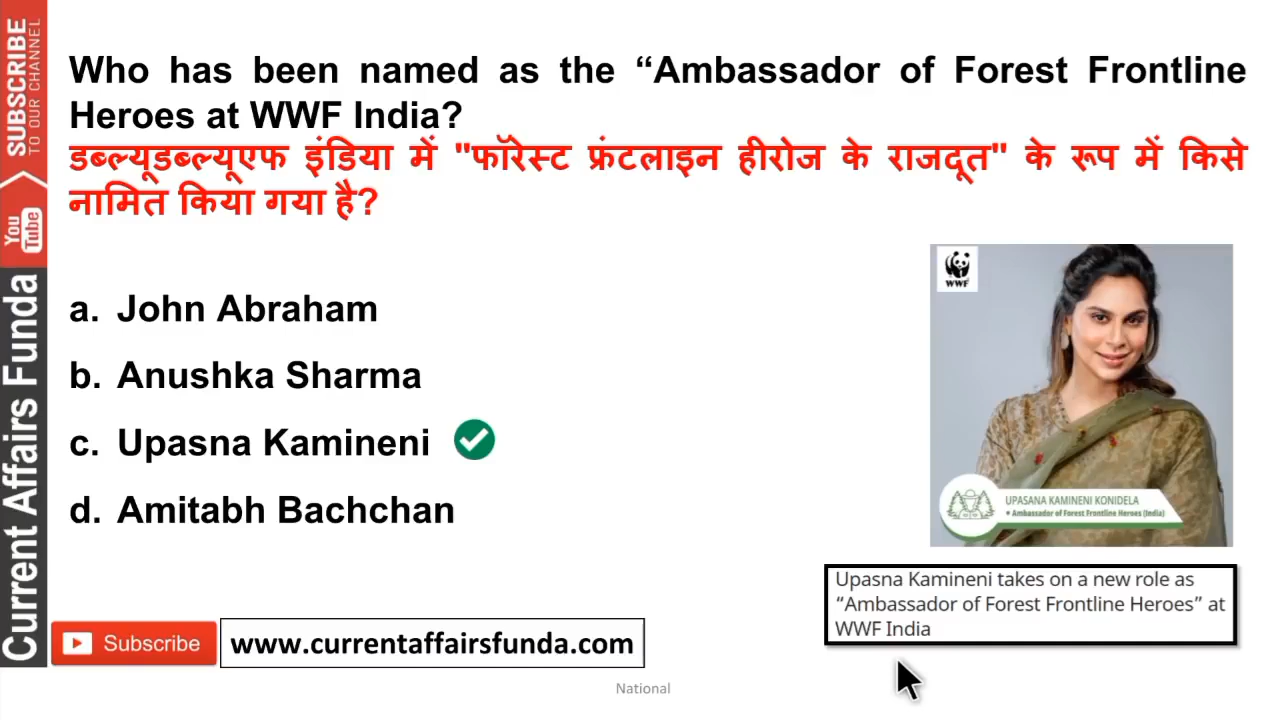 SUBSCRIBE
TO OUR CHANNEL
You
Tube
Current Affairs Funda
Who has been named as the “Ambassador of Forest Frontline
Heroes at WWF India?
डब्ल्यूडब्ल्यूएफ इंडिया में "फॉरेस्ट फ्रंटलाइन हीरोज के राजदूत" के रूप में किसे
नामित किया गया है?
a. John Abraham
b. Anushka Sharma
c. Upasna Kamineni
d. Amitabh Bachchan
WWF
UPASANA KAMINENI KONIDELA
Ambassador of Forest Frontline Heroes (India)
Upasna Kamineni takes on a new role as
“Ambassador of Forest Frontline Heroes” at
WWF India
Subscribe
www.currentaffairsfunda.com
National